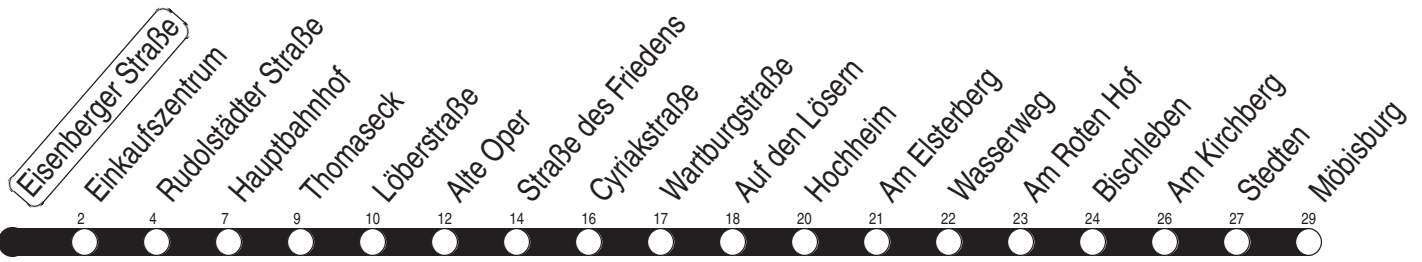 Eisenberger Straße
Einkaufszentrum
Rudolstädter Straße
Hauptbahnhof
Thomaseck
Löberstraße
Alte Oper
Straße des Friedens
Cyriakstraße
Wartburgstraße
Auf den Lösern
Hochheim
Am Elsterberg
Wasserweg
Am Roten Hof
Bischleben
Am Kirchberg
Stedten
Möbisburg
2 4 7 9 10 12 14 16 17 18 20 21 22 23 24 26 27 29